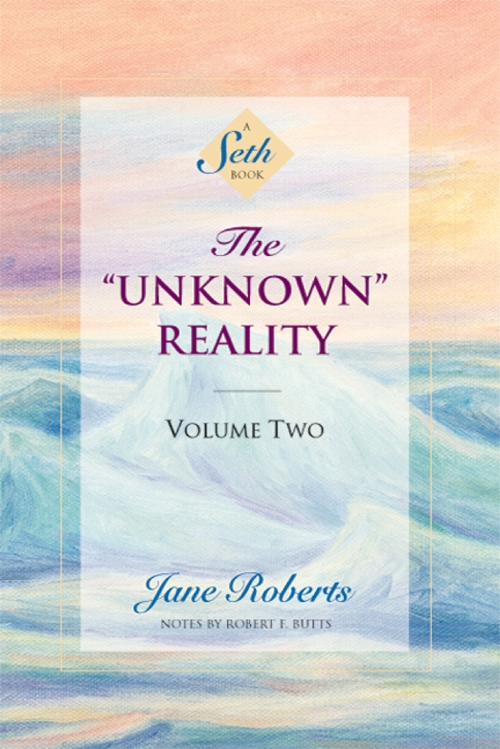 A
Seth
BOOK
The
“UNKNOWN”
REALITY
VOLUME TWO
Jane Roberts
NOTES BY ROBERT F. BUTTS